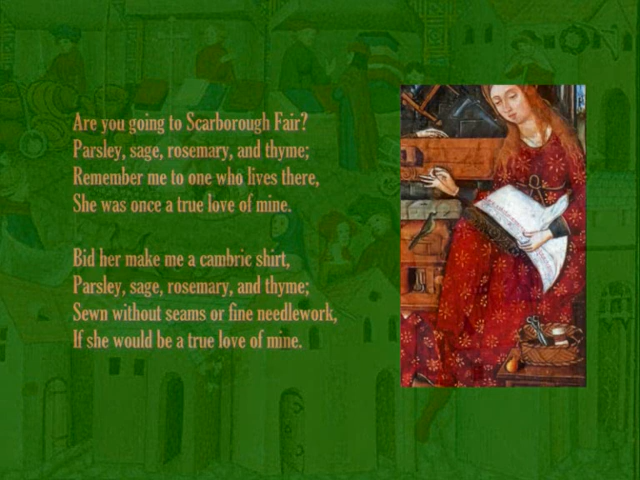 Are you going to Scarborough Fair?
Parsley, sage, rosemary, and thyme;
Remember me to one who lives there,
She was once a true love of mine.
Bid her make me a cambric shirt,
Parsley, sage, rosemary, and thyme;
Sewn without seams or fine needlework,
If she would be a true love of mine.